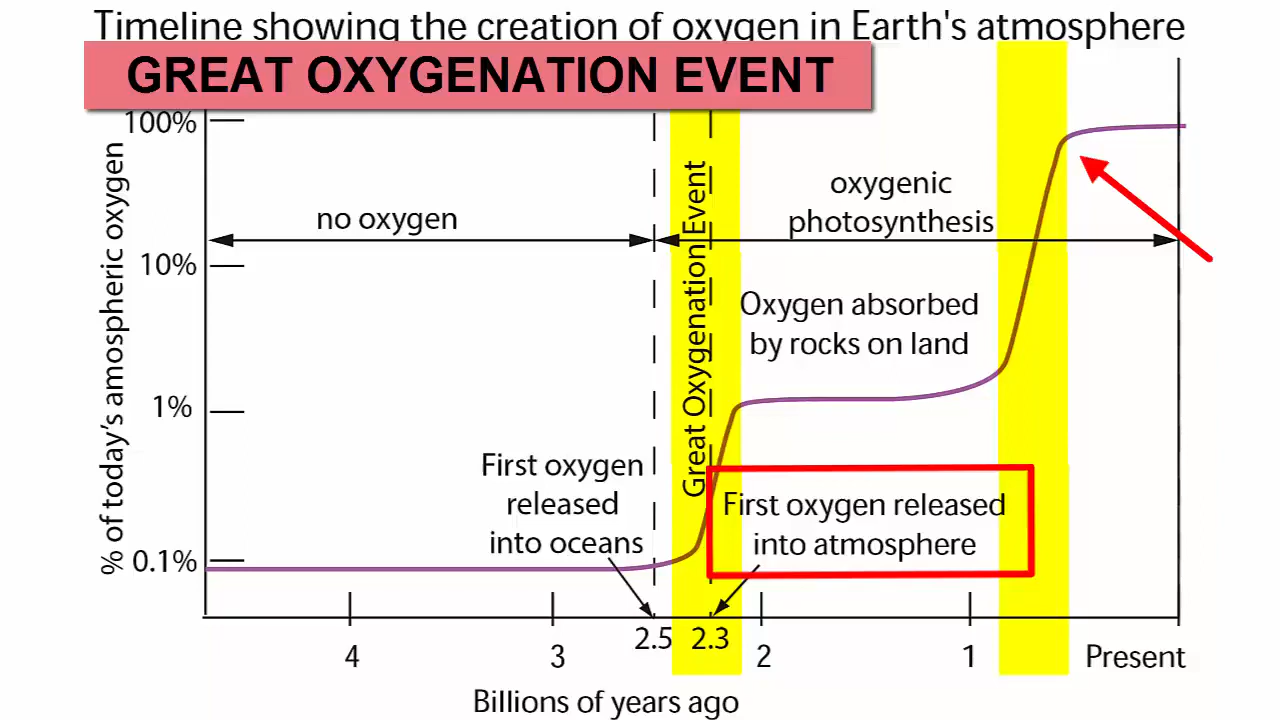 Timeline showing the creation of oxygen in Earth's atmosphere
GREAT OXYGENATION EVENT
% of today's amospheric oxygen
100%
10%
1%
0.1%
no oxygen
Great Oxygenation Event
oxygenic
photosynthesis
Oxygen absorbed
by rocks on land
First oxygen
released
into oceans
First oxygen released
into atmosphere
2.5
2.3
4
3
2
1
Present
Billions of years ago